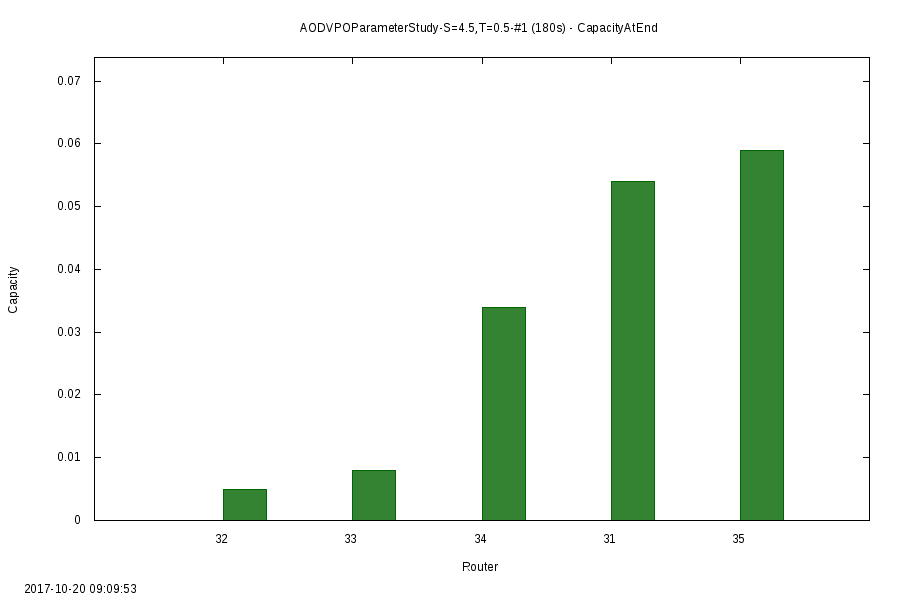 AODVPOParameterStudy-S=4.5,T=0.5-#1 (180s) - CapacityAtEnd
0.07
0.06
0.05
0.04
0.03
0.02
0.01
0
Capacity
32 33 34 31 35
Router
2017-10-20 09:09:53